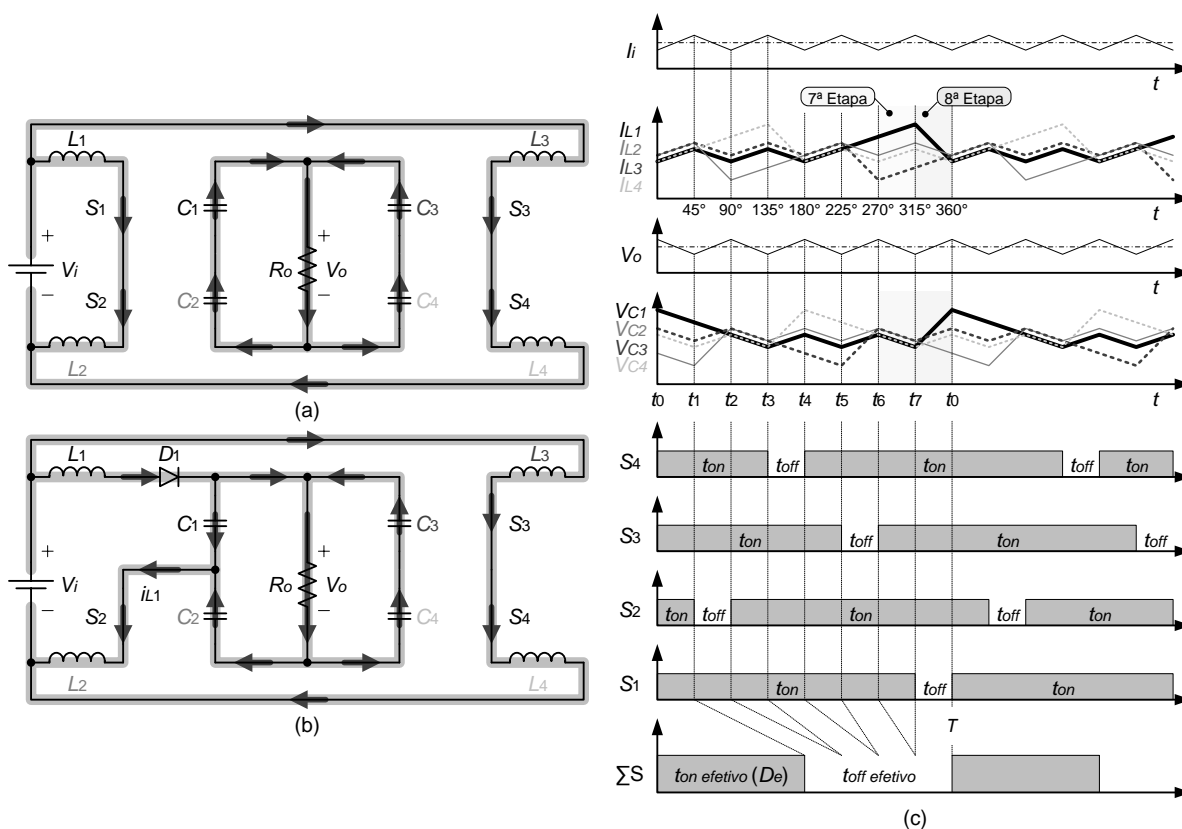 L1
L3
S1
C1
C3
S3
+
+
Vi
Ro
Vo
−
−
S2
C2
C4
S4
L2
L4
(a)
L1
D1
L3
C1
C3
S3
+
+
Vi
Ro
Vo
−
−
S2
iL1
C2
C4
S4
L2
L4
(b)
Ii
t
7ª Etapa
8ª Etapa
IL1
IL2
IL3
IL4
45° 90° 135° 180° 225° 270° 315° 360°
t
Vo
t
VC1
VC2
VC3
VC4
t0 t1 t2 t3 t4 t5 t6 t7 t0 t
S4 ton toff ton toff ton
S3 ton toff ton toff
S2 ton toff ton toff ton
S1 ton toff ton
T
∑S ton efetivo (De) toff efetivo
(c)